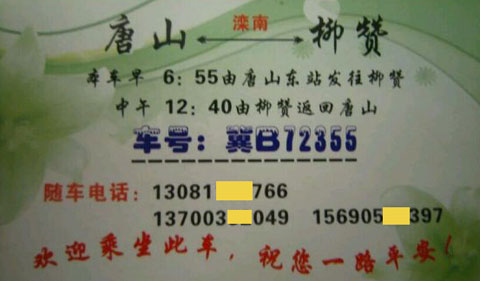 唐山 滦南 柳赞
本车早 6：55由唐山东站发往柳赞
中午 12：40由柳赞返回唐山
车号：冀B72355
随车电话：13081 766
13700 2049 156905 397
欢迎乘坐此车，祝您一路平安！